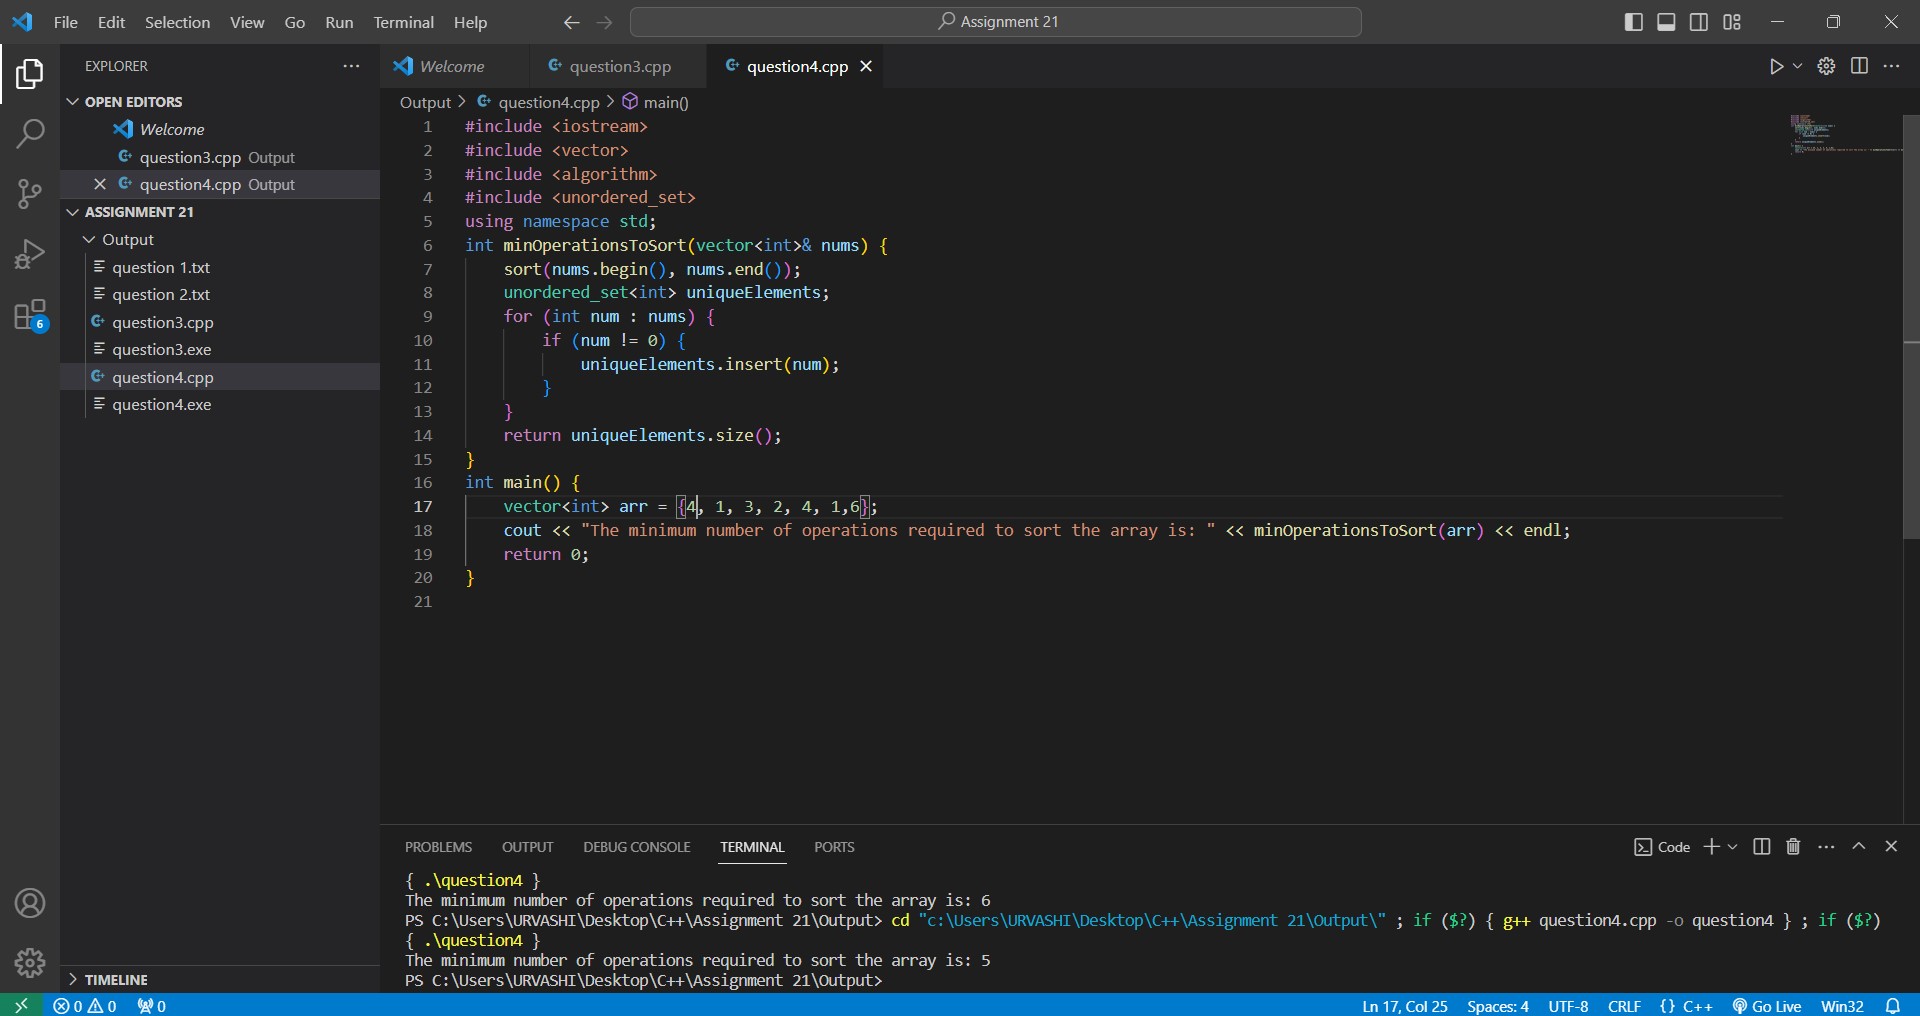 File Edit Selection View Go Run Terminal Help
Assignment 21
EXPLORER
OPEN EDITORS
Welcome
question3.cpp Output
question4.cpp Output
ASSIGNMENT 21
Output
question 1.txt
question 2.txt
question3.cpp
question3.exe
question4.cpp
question4.exe
TIMELINE
6
Welcome question3.cpp question4.cpp
Output > question4.cpp > main()
1 #include <iostream>
2 #include <vector>
3 #include <algorithm>
4 #include <unordered_set>
5 using namespace std;
6 int minOperationsToSort(vector<int>& nums) {
7 sort(nums.begin(), nums.end());
8 unordered_set<int> uniqueElements;
9 for (int num : nums) {
10 if (num != 0) {
11 uniqueElements.insert(num);
12 }
13 }
14 return uniqueElements.size();
15 }
16 int main() {
17 vector<int> arr = {4, 1, 3, 2, 4, 1,6};
18 cout << "The minimum number of operations required to sort the array is: " << minOperationsToSort(arr) << endl;
19 return 0;
20 }
21
PROBLEMS OUTPUT DEBUG CONSOLE TERMINAL PORTS
Code
{ .\question4 }
The minimum number of operations required to sort the array is: 6
PS C:\Users\URVASHI\Desktop\C++\Assignment 21\Output> cd "c:\Users\URVASHI\Desktop\C++\Assignment 21\Output\" ; if ($?) { g++ question4.cpp -o question4 } ; if ($?)
{ .\question4 }
The minimum number of operations required to sort the array is: 5
PS C:\Users\URVASHI\Desktop\C++\Assignment 21\Output>
0 0 0 Ln 17, Col 25 Spaces: 4 UTF-8 CRLF {} C++ Go Live Win32